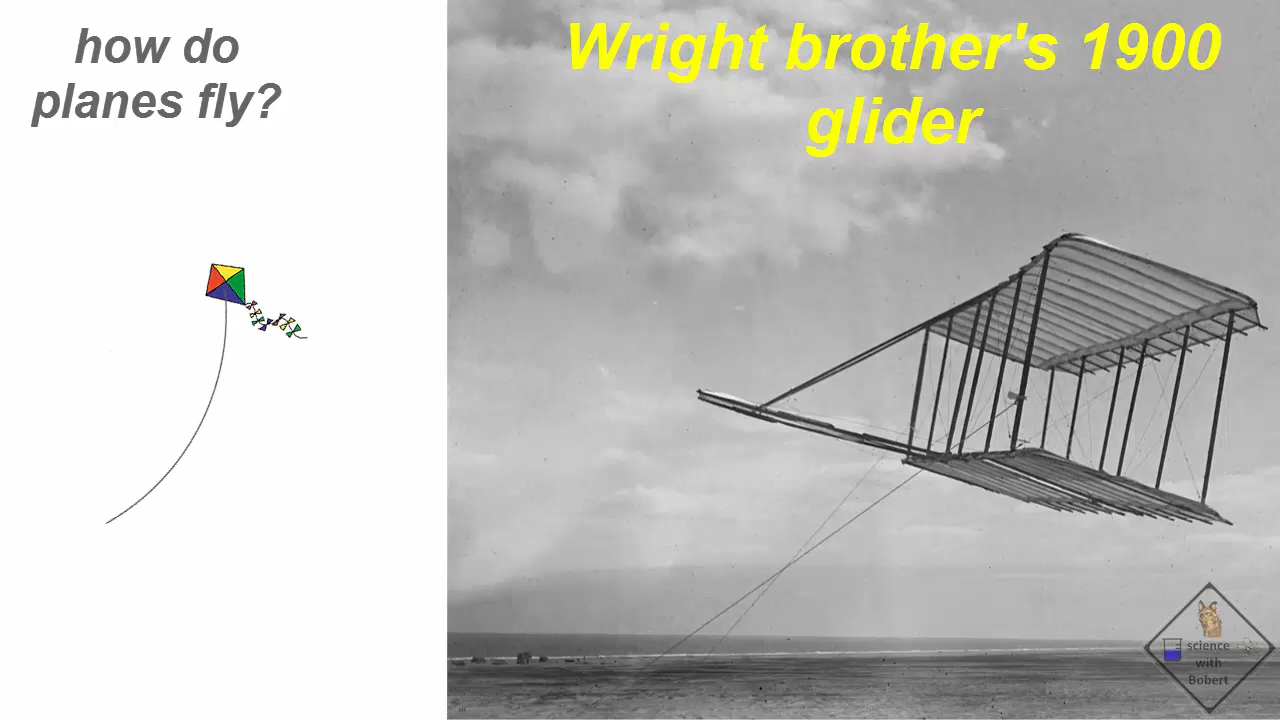 how do
planes fly?
Wright brother's 1900
glider
science
with
Bobert